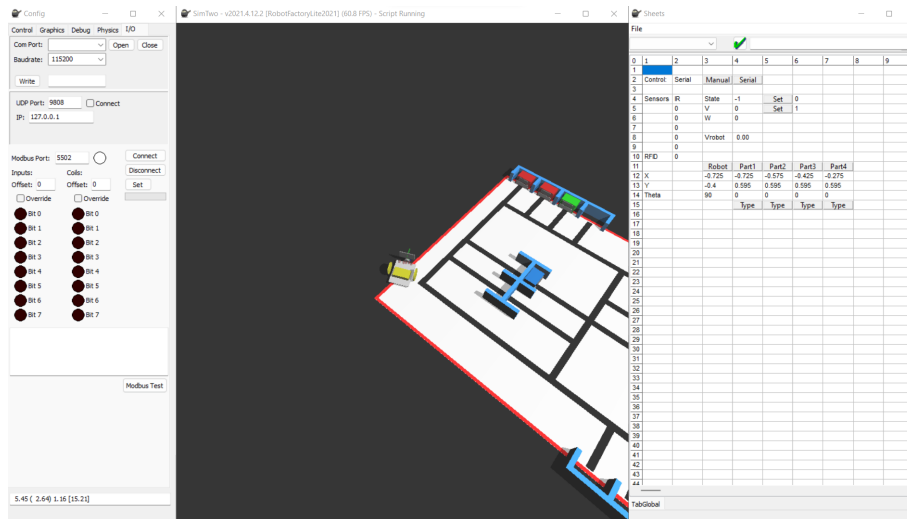 Config
Control Graphics Debug Physics I/O
Com Port: Open Close
Baudrate: 115200
Write
UDP Port: 9808 Connect
IP: 127.0.0.1
Modbus Port: 5502 Connect
Inputs: Coils: Disconnect
Offset: 0 Offset: 0 Set
Override Override
Bit 0 Bit 0
Bit 1 Bit 1
Bit 2 Bit 2
Bit 3 Bit 3
Bit 4 Bit 4
Bit 5 Bit 5
Bit 6 Bit 6
Bit 7 Bit 7
Modbus Test
5.45 ( 2.64) 1.16 [15.21]
SimTwo - v2021.4.12.2 [RobotFactoryLite2021] (60.8 FPS) - Script Running
Sheets
File
0 1 2 3 4 5 6 7 8 9
1
2 Control Serial Manual Serial
3
4 Sensors IR State -1 Set 0
5 0 V 0 Set 1
6 0 W 0
7 0
8 0 Vrobot 0.00
9 0
10 RFID 0
11 Robot Part1 Part2 Part3 Part4
12 X -0.725 -0.725 -0.575 -0.425 -0.275
13 Y -0.4 0.595 0.595 0.595 0.595
14 Theta 90 0 0 0 0
15 Type Type Type Type
16
17
18
19
20
21
22
23
24
25
26
27
28
29
30
31
32
33
34
35
36
37
38
39
40
41
42
43
44
TabGlobal